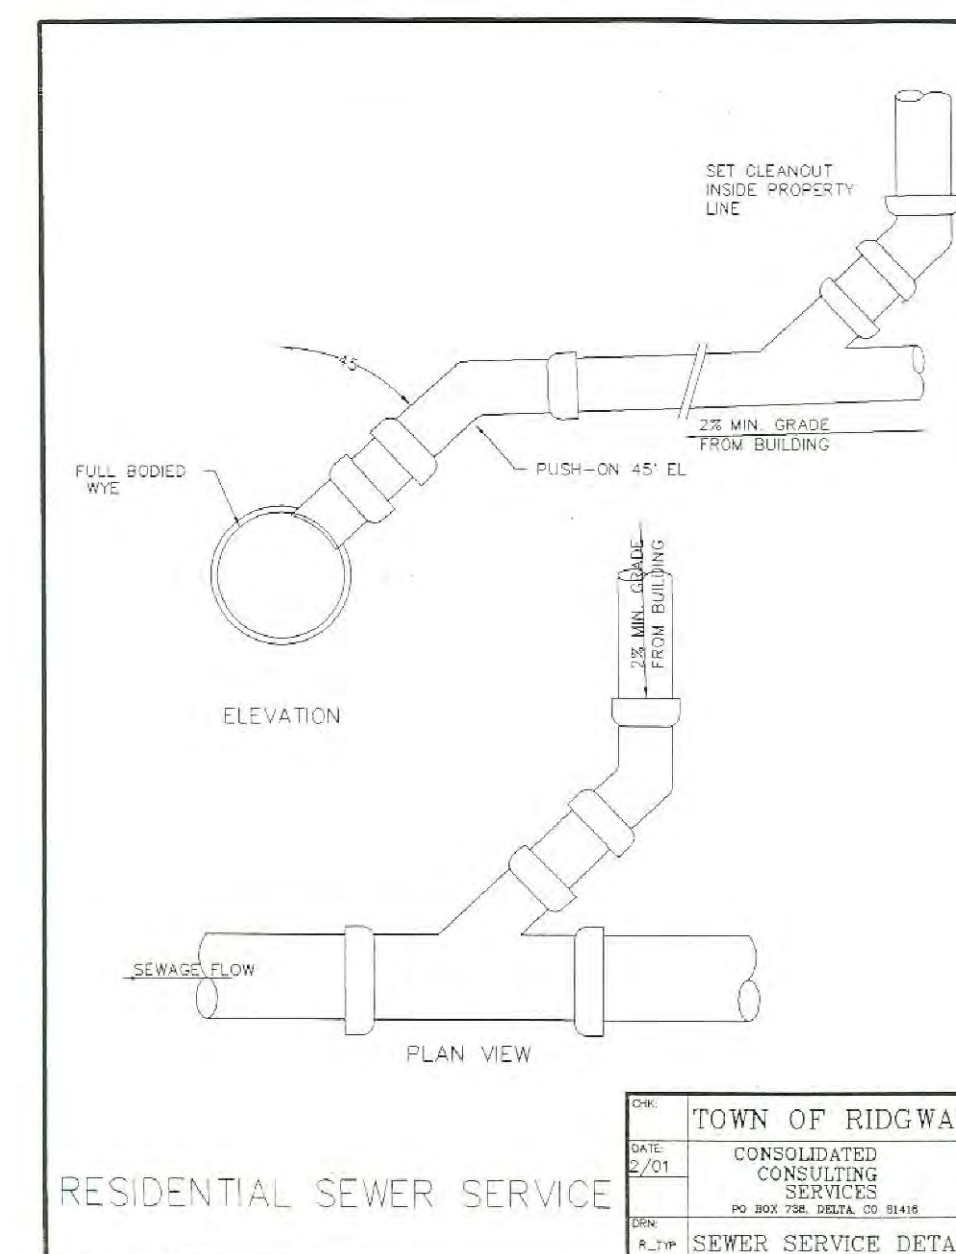 SET CLEANOUT
INSIDE PROPERTY
LINE
45
2% MIN. GRADE
FROM BUILDING
PUSH-ON 45° EL
FULL BODIED
WYE
2% MIN. GRADE
FROM BUILDING
ELEVATION
SEWAGE FLOW
PLAN VIEW
RESIDENTIAL SEWER SERVICE
CHK:
TOWN OF RIDGWA
DATE:
2/01
CONSOLIDATED
CONSULTING
SERVICES
PO BOX 738, DELTA, CO 81416
DRN:
R_TYP
SEWER SERVICE DETA